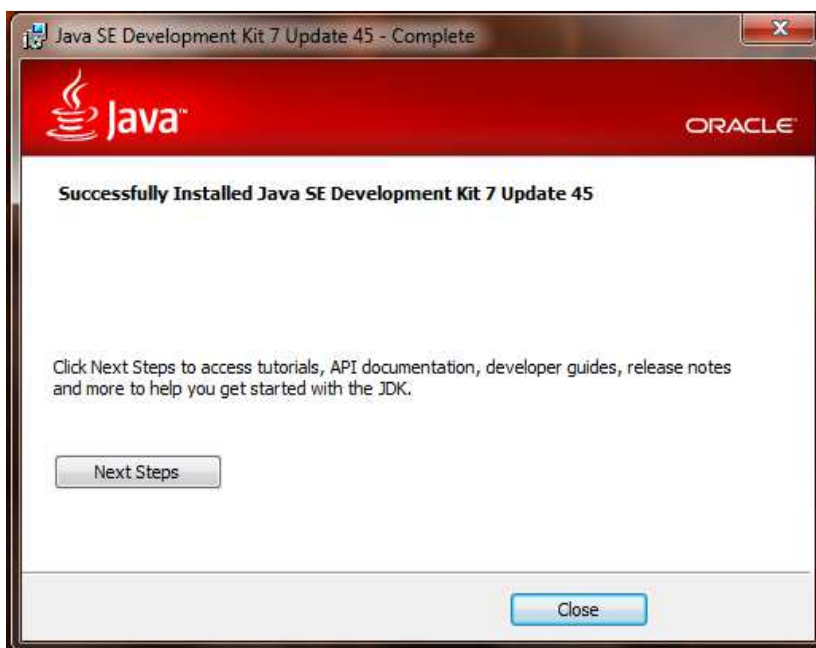 Java SE Development Kit 7 Update 45 - Complete
Java™
ORACLE
Successfully Installed Java SE Development Kit 7 Update 45
Click Next Steps to access tutorials, API documentation, developer guides, release notes
and more to help you get started with the JDK.
Next Steps
Close